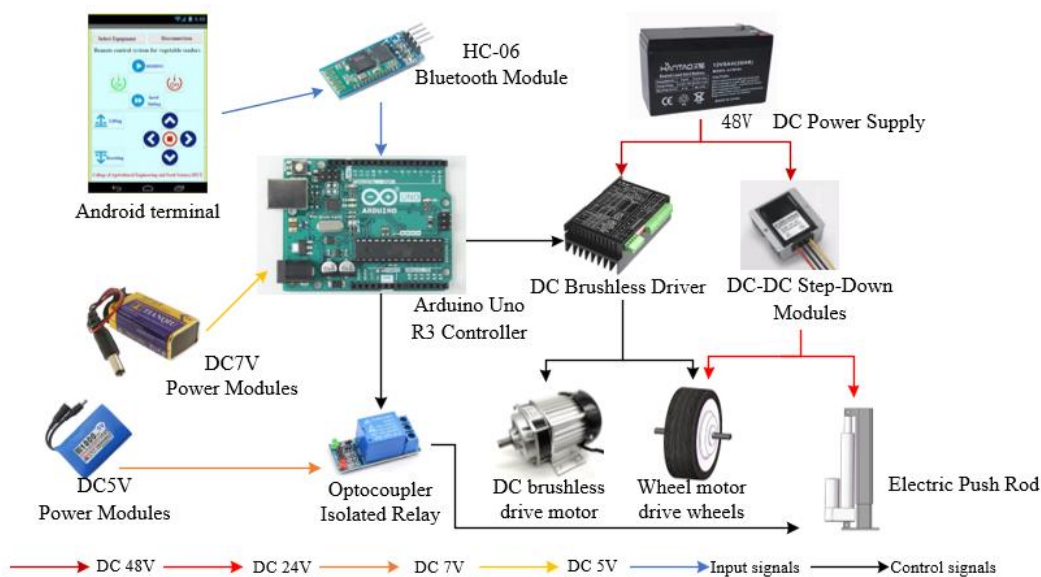 Select Equipment Disconnection
Remote control system for vegetable seeders
HC-06
Bluetooth Module
48V DC Power Supply
Android terminal
ARDUINO
UNO
Arduino Uno
R3 Controller
DC Brushless Driver
DC-DC Step-Down
Modules
DC7V
Power Modules
DC5V
Power Modules
Optocoupler
Isolated Relay
DC brushless
drive motor
Wheel motor
drive wheels
Electric Push Rod
DC 48V
DC 24V
DC 7V
DC 5V
Input signals
Control signals